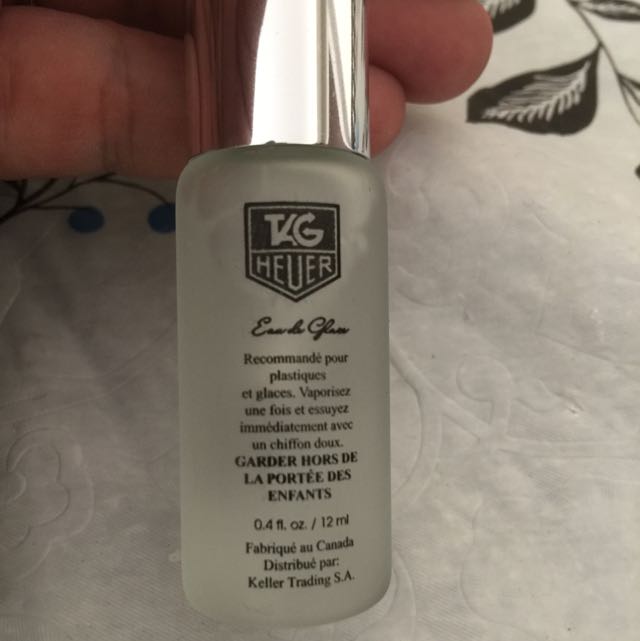 TAG
HEUER
Eau de Glass
Recommandé pour
plastiques
et glaces. Vaporisez
une fois et essuyez
immédiatement avec
un chiffon doux.
GARDER HORS DE
LA PORTÉE DES
ENFANTS
0.4 fl. oz. / 12 ml
Fabriqué au Canada
Distribué par:
Keller Trading S.A.